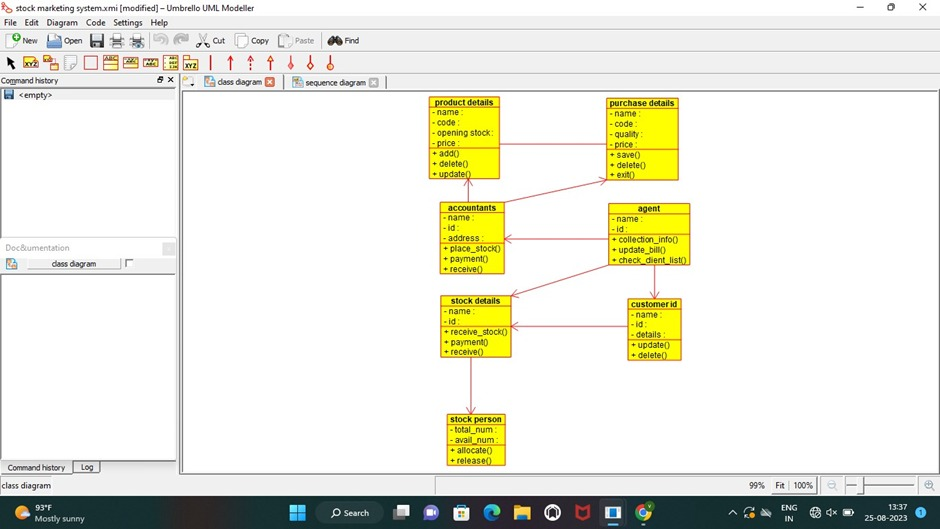 stock marketing system.xmi [modified] – Umbrello UML Modeller
File Edit Diagram Code Settings Help
New Open Cut Copy Paste Find
Command history
class diagram
sequence diagram
<empty>
Doc&umentation
class diagram
product details
- name :
- code :
- opening stock :
- price :
+ add()
+ delete()
+ update()
purchase details
- name :
- code :
- quality :
- price :
+ save()
+ delete()
+ exit()
accountants
- name :
- id :
- address :
+ place_stock()
+ payment()
+ receive()
agent
- name :
- id :
+ collection_info()
+ update_bill()
+ check_client_list()
stock details
- name :
- id :
+ receive_stock()
+ payment()
+ receive()
customer id
- name :
- id :
- details :
+ update()
+ delete()
stock person
- total_num :
- avail_num :
+ allocate()
+ release()
Command history Log
class diagram
99% Fit 100%
93°F
Mostly sunny
Search
ENG
IN
13:37
25-08-2023
1